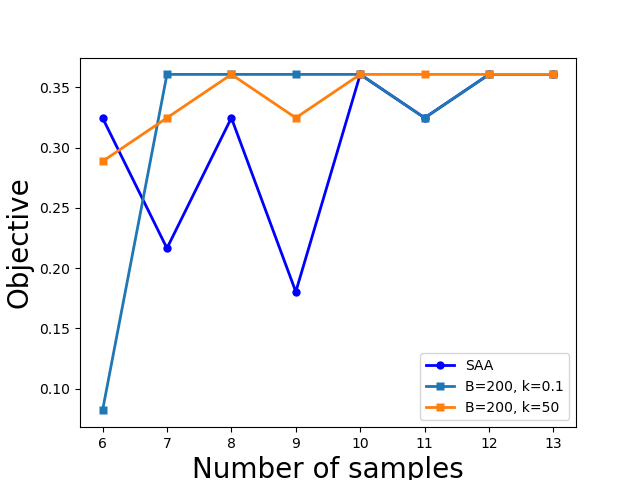 0.35
0.30
0.25
0.20
0.15
0.10
Objective
6 7 8 9 10 11 12 13
Number of samples
SAA
B=200, k=0.1
B=200, k=50